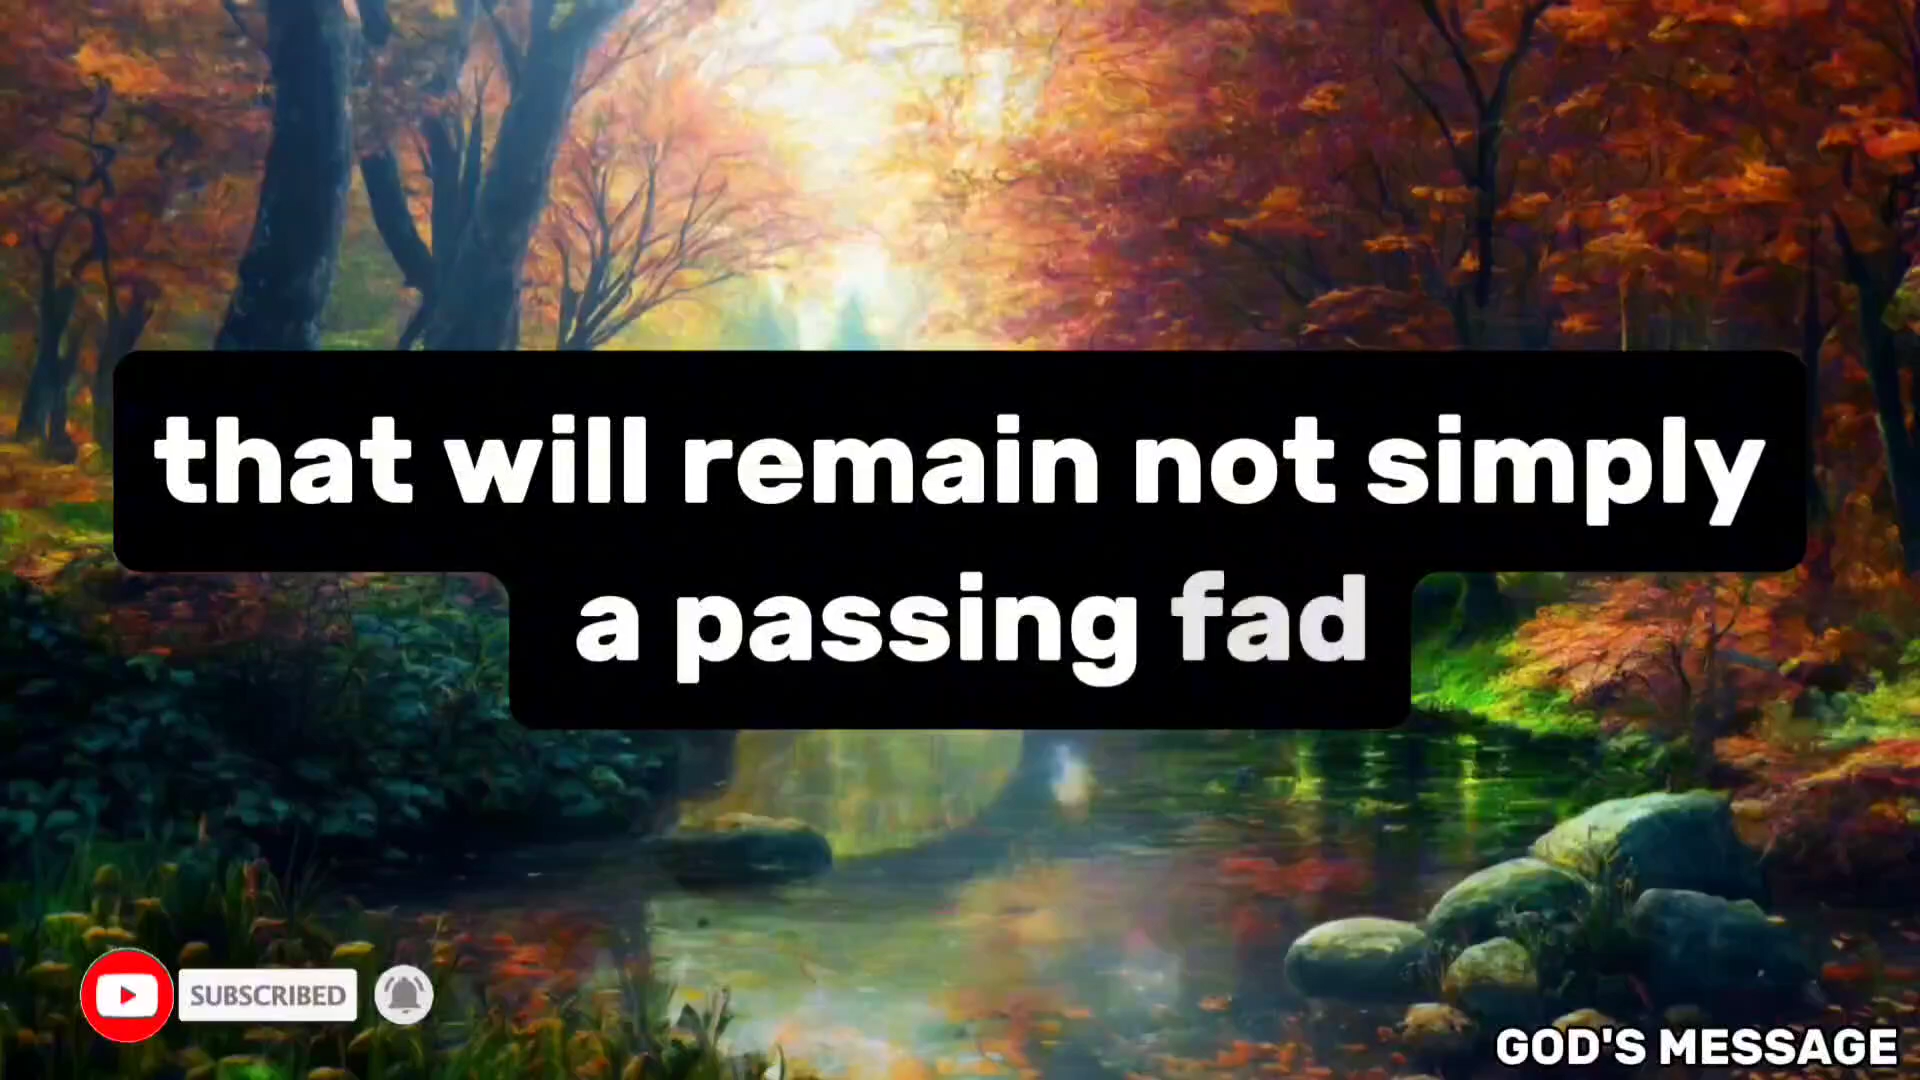 that will remain not simply
a passing fad
SUBSCRIBED
GOD'S MESSAGE